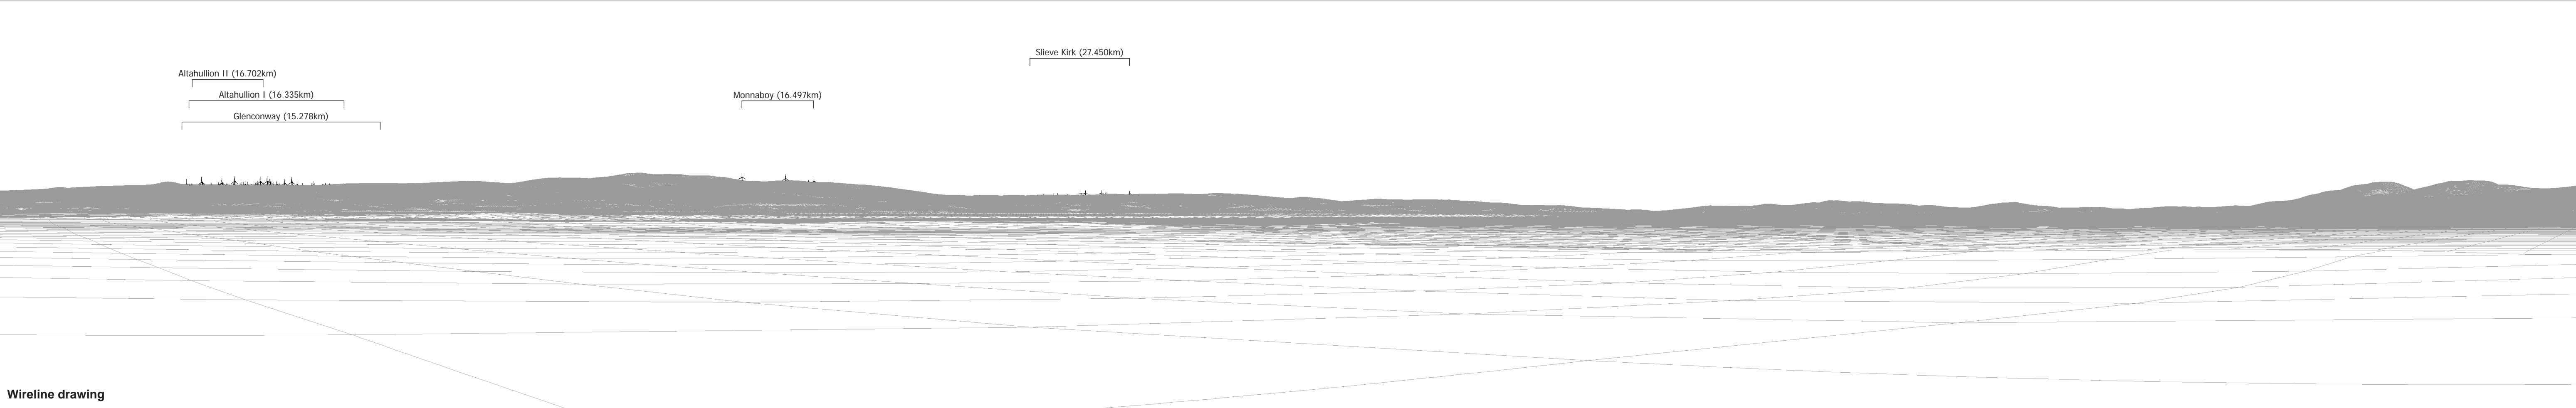 Slieve Kirk (27.450km)
Altahullion II (16.702km)
Altahullion I (16.335km)
Monnaboy (16.497km)
Glenconway (15.278km)
Wireline drawing